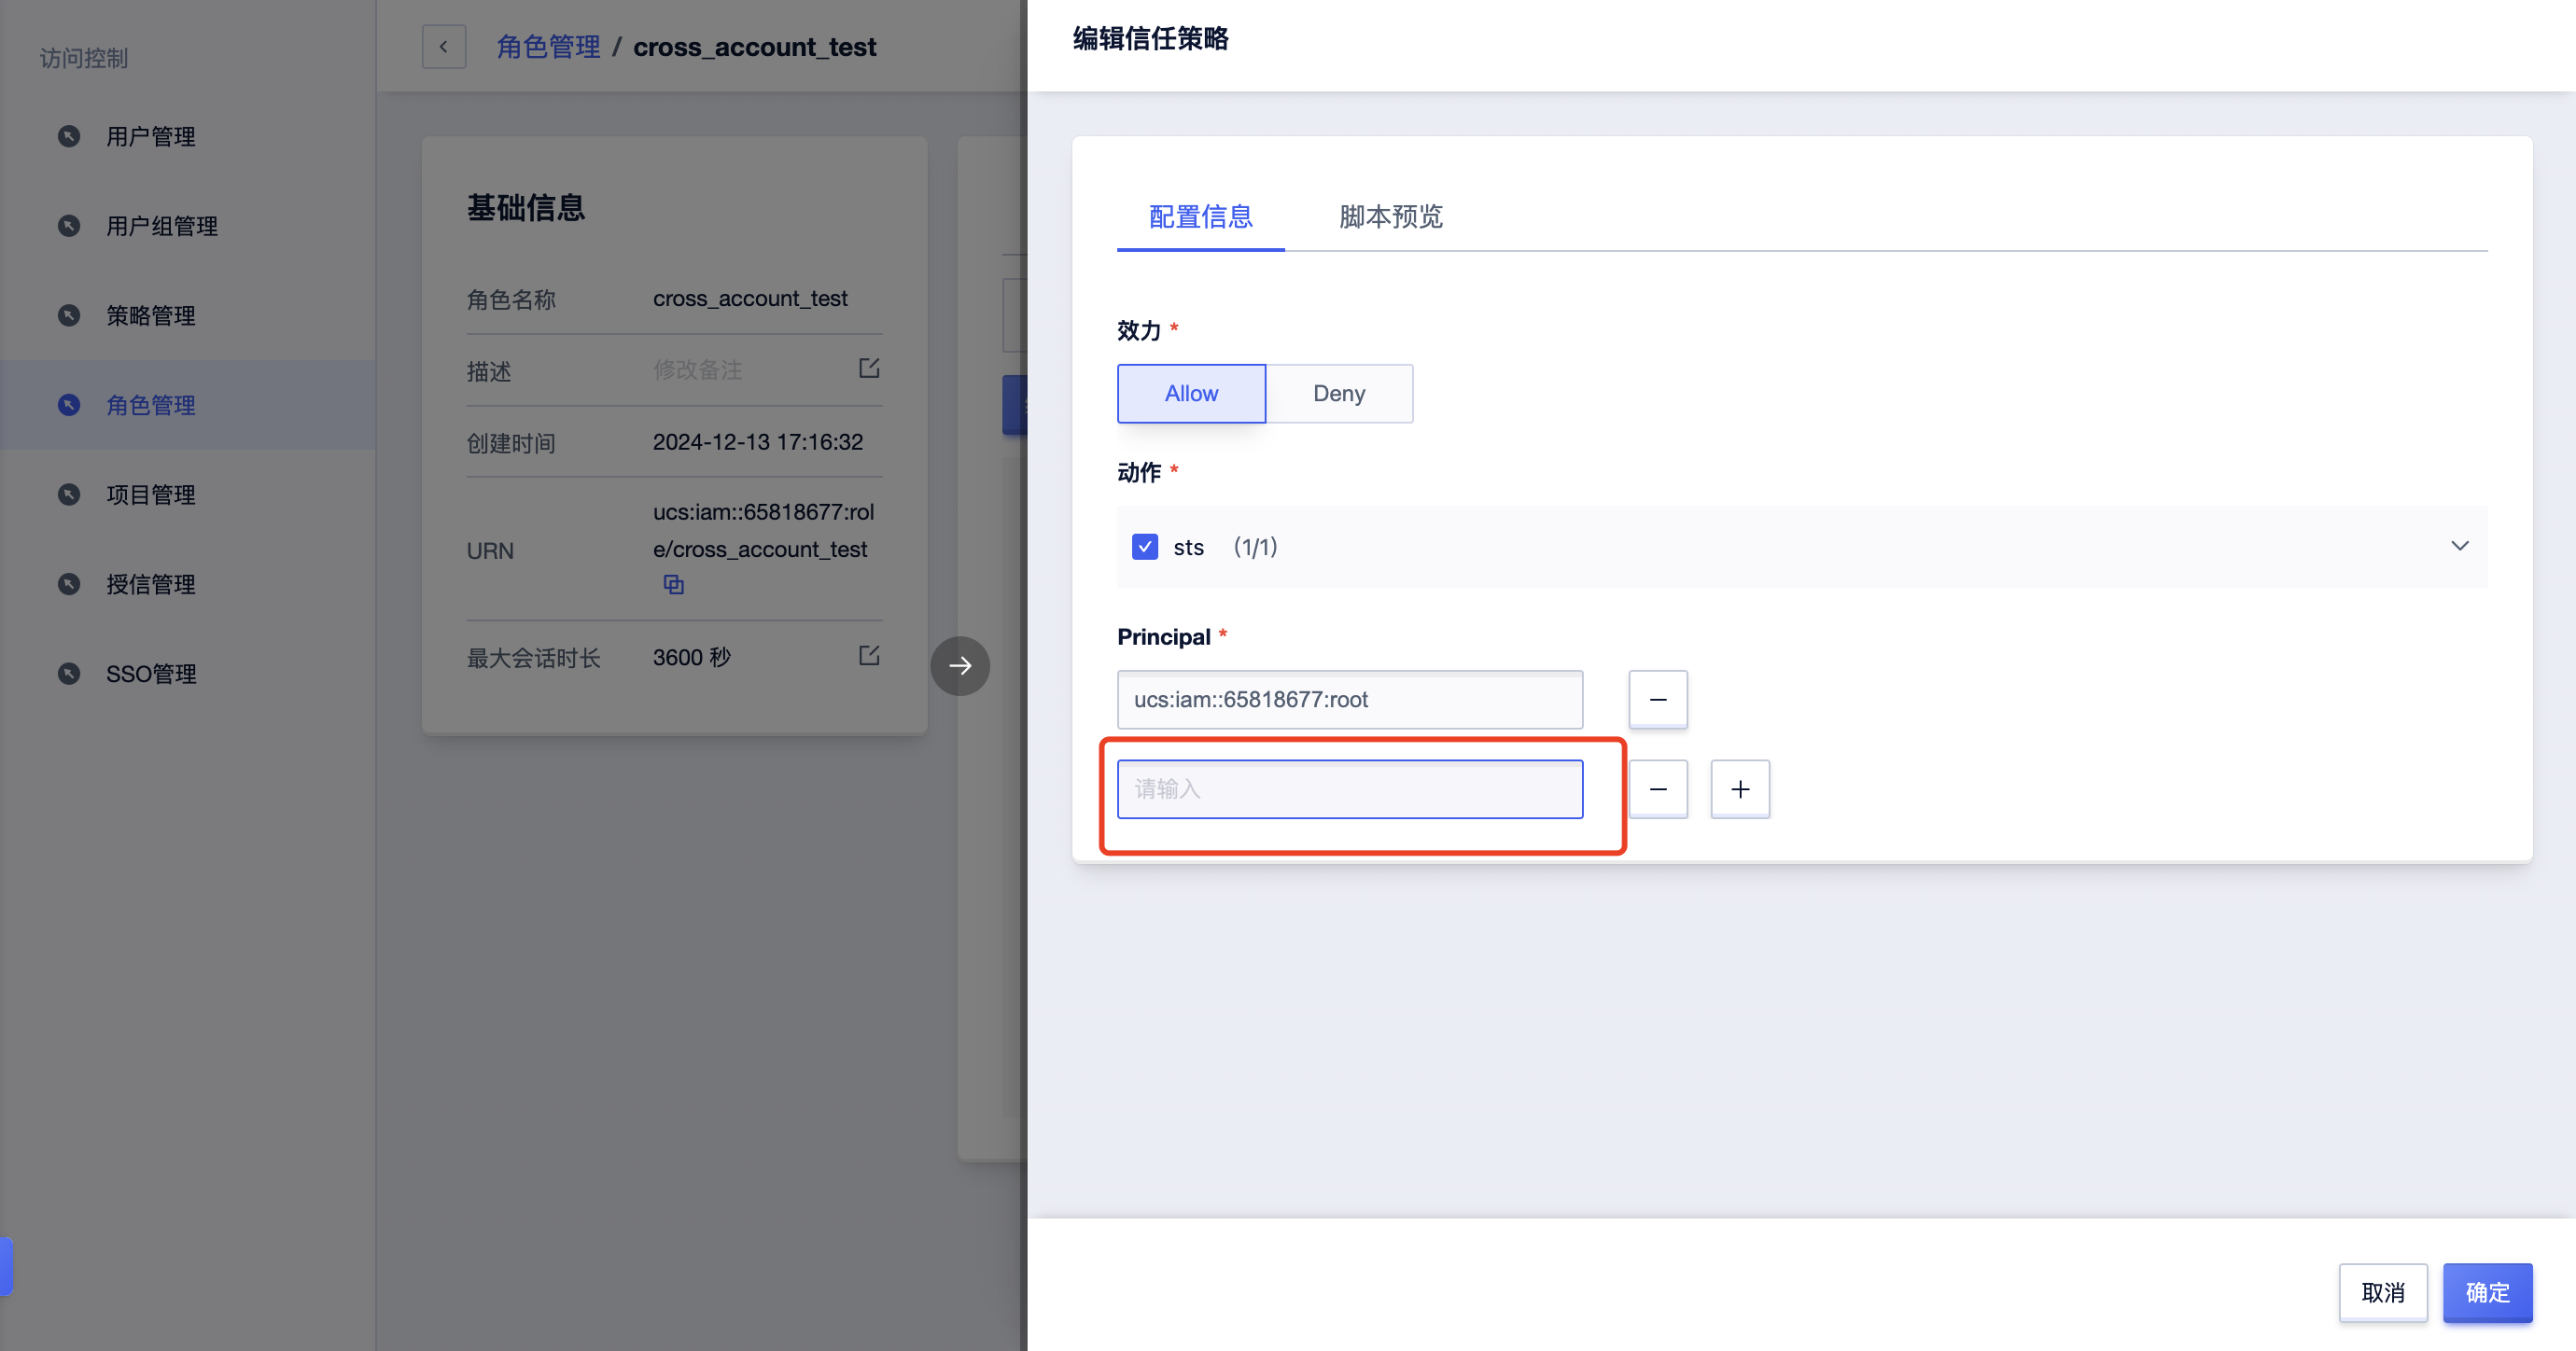 访问控制
用户管理
用户组管理
策略管理
角色管理
项目管理
授信管理
SSO管理
角色管理 / cross_account_test
基础信息
角色名称 cross_account_test
描述 修改备注
创建时间 2024-12-13 17:16:32
URN ucs:iam::65818677:rol
e/cross_account_test
最大会话时长 3600 秒
编辑信任策略
配置信息 脚本预览
效力 *
Allow Deny
动作 *
sts (1/1)
Principal *
ucs:iam::65818677:root
请输入
取消 确定